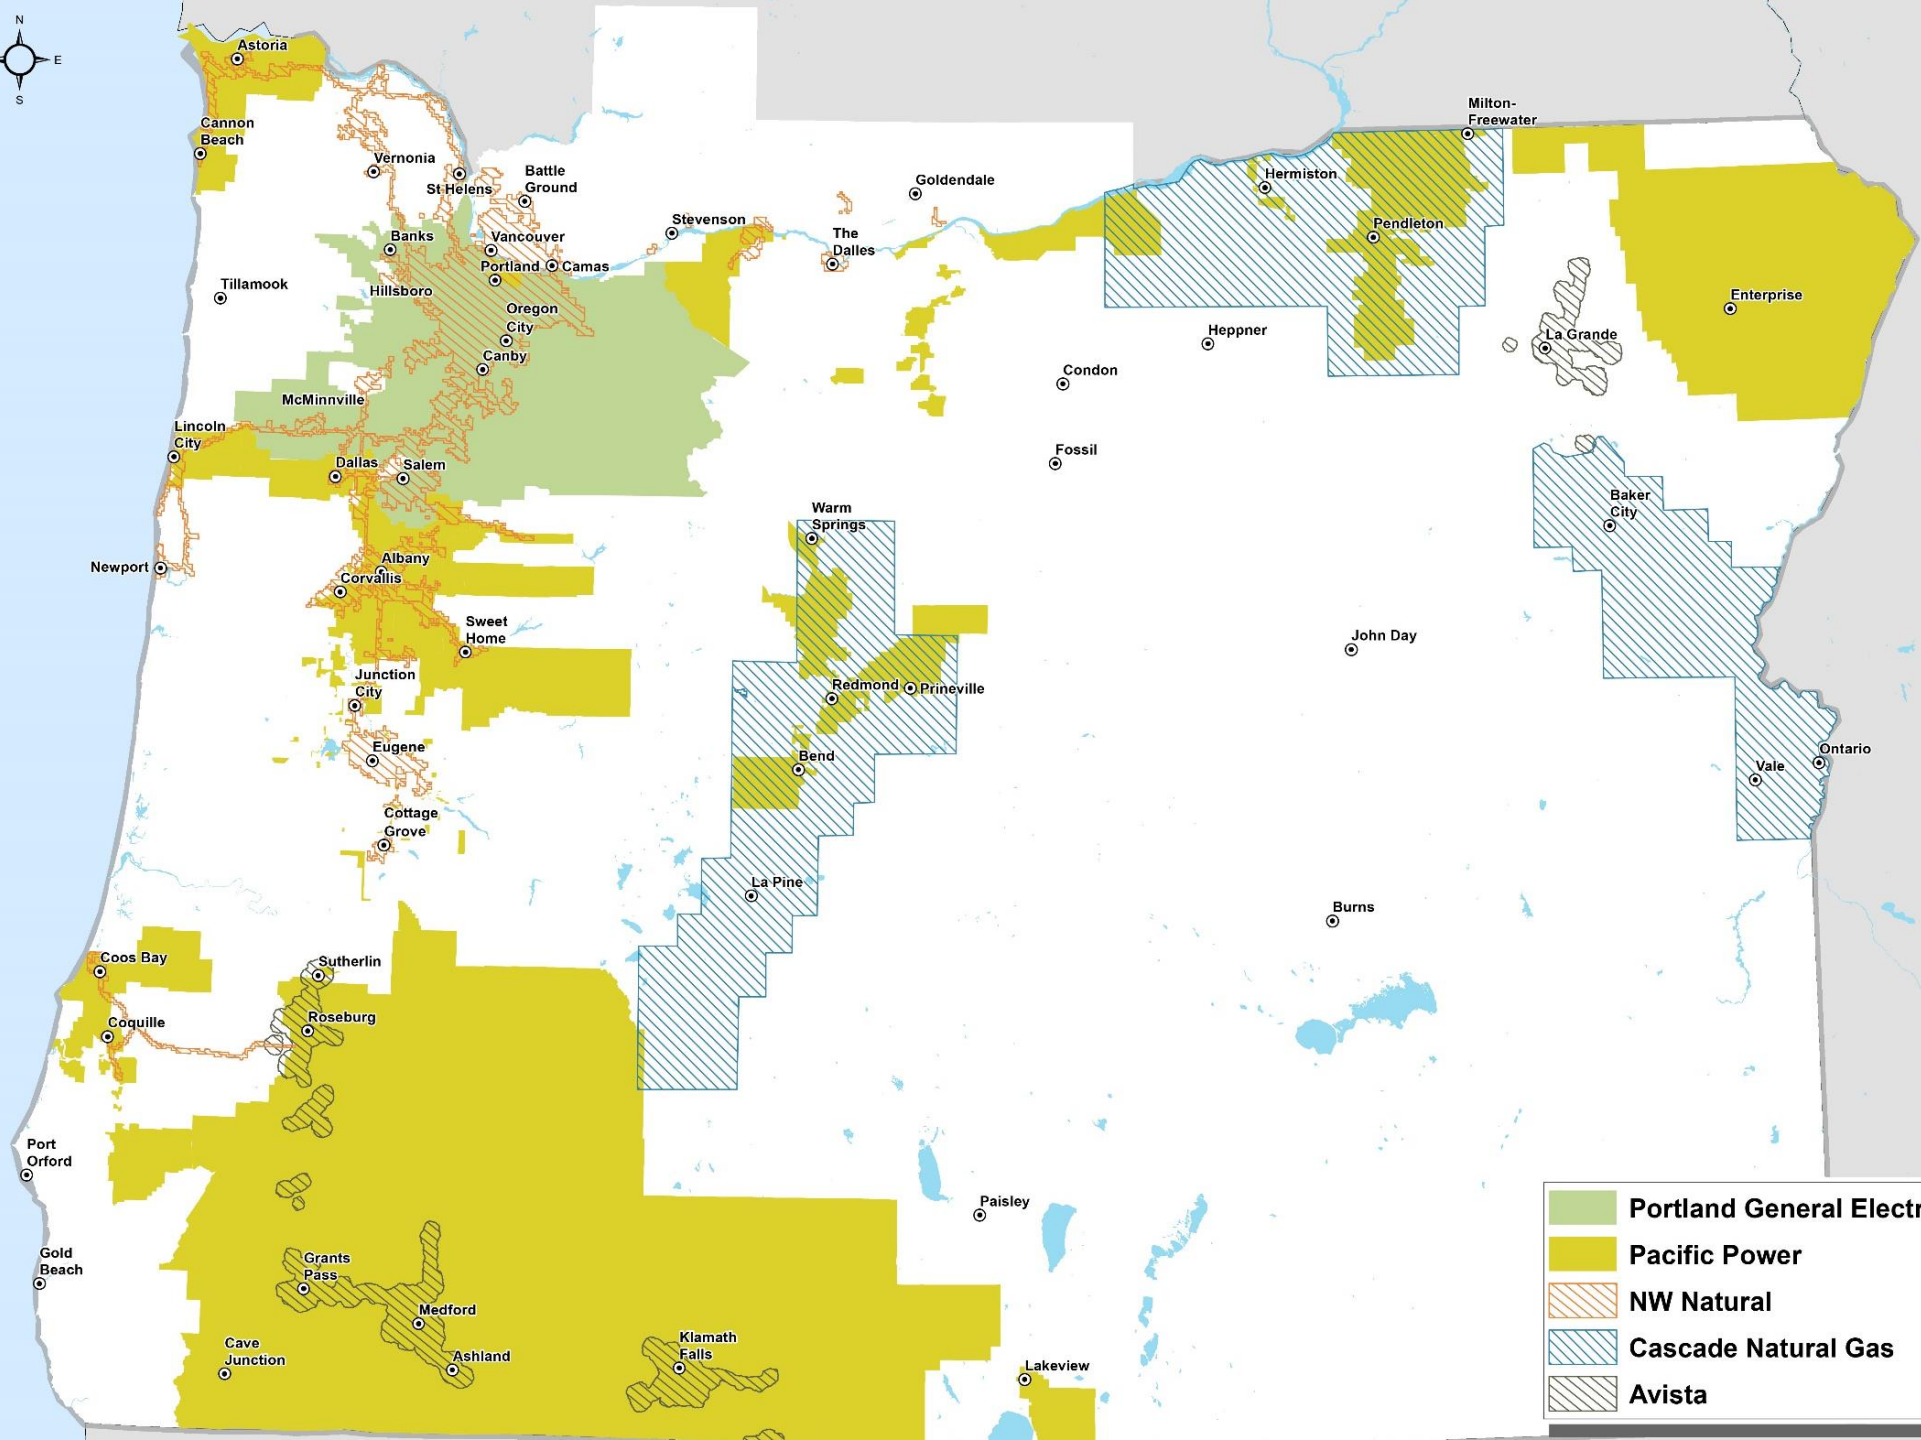 N
E
S
Astoria
Cannon
Beach
Vernonia
St Helens
Battle
Ground
Goldendale
Milton-
Freewater
Hermiston
Stevenson
The
Dalles
Pendleton
Banks
Vancouver
Portland
Camas
Tillamook
Hillsboro
Oregon
City
Canby
Enterprise
Heppner
La Grande
Condon
McMinnville
Lincoln
City
Dallas
Salem
Fossil
Baker
City
Warm
Springs
Newport
Albany
Corvallis
Sweet
Home
John Day
Junction
City
Redmond
Prineville
Eugene
Bend
Ontario
Vale
Cottage
Grove
La Pine
Burns
Coos Bay
Sutherlin
Coquille
Roseburg
Port
Orford
Paisley
Gold
Beach
Grants
Pass
Medford
Cave
Junction
Ashland
Klamath
Falls
Lakeview
Portland General Electr
Pacific Power
NW Natural
Cascade Natural Gas
Avista